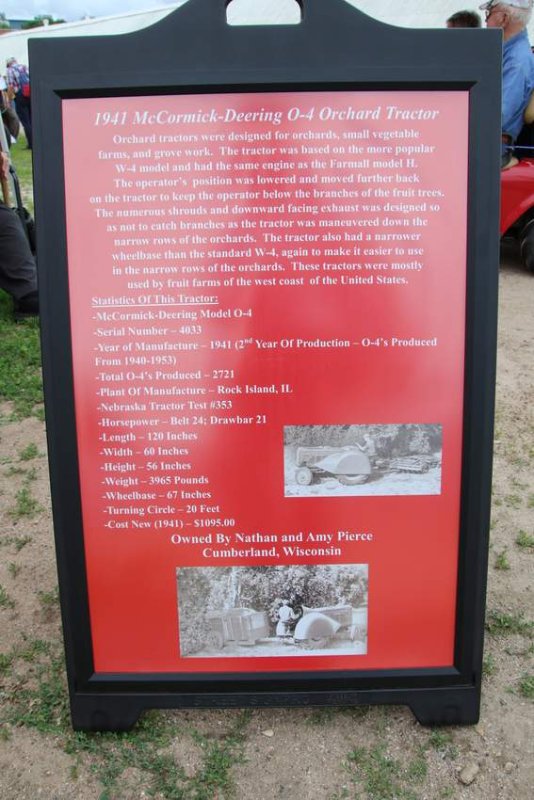 1941 McCormick-Deering O-4 Orchard Tractor
Orchard tractors were designed for orchards, small vegetable
farms, and grove work. The tractor was based on the more popular
W-4 model and had the same engine as the Farmall model H.
The operator's position was lowered and moved further back
on the tractor to keep the operator below the branches of the fruit trees.
The numerous shrouds and downward facing exhaust was designed so
as not to catch branches as the tractor was maneuvered down the
narrow rows of the orchards. The tractor also had a narrower
wheelbase than the standard W-4, again to make it easier to use
in the narrow rows of the orchards. These tractors were mostly
used by fruit farms of the west coast of the United States.
Statistics Of This Tractor:
-McCormick-Deering Model O-4
-Serial Number – 4033
-Year of Manufacture – 1941 (2nd Year Of Production – O-4's Produced
From 1940-1953)
-Total O-4's Produced – 2721
-Plant Of Manufacture – Rock Island, IL
-Nebraska Tractor Test #353
-Horsepower – Belt 24; Drawbar 21
-Length – 120 Inches
-Width – 60 Inches
-Height – 56 Inches
-Weight – 3965 Pounds
-Wheelbase – 67 Inches
-Turning Circle – 20 Feet
-Cost New (1941) – $1095.00
Owned By Nathan and Amy Pierce
Cumberland, Wisconsin